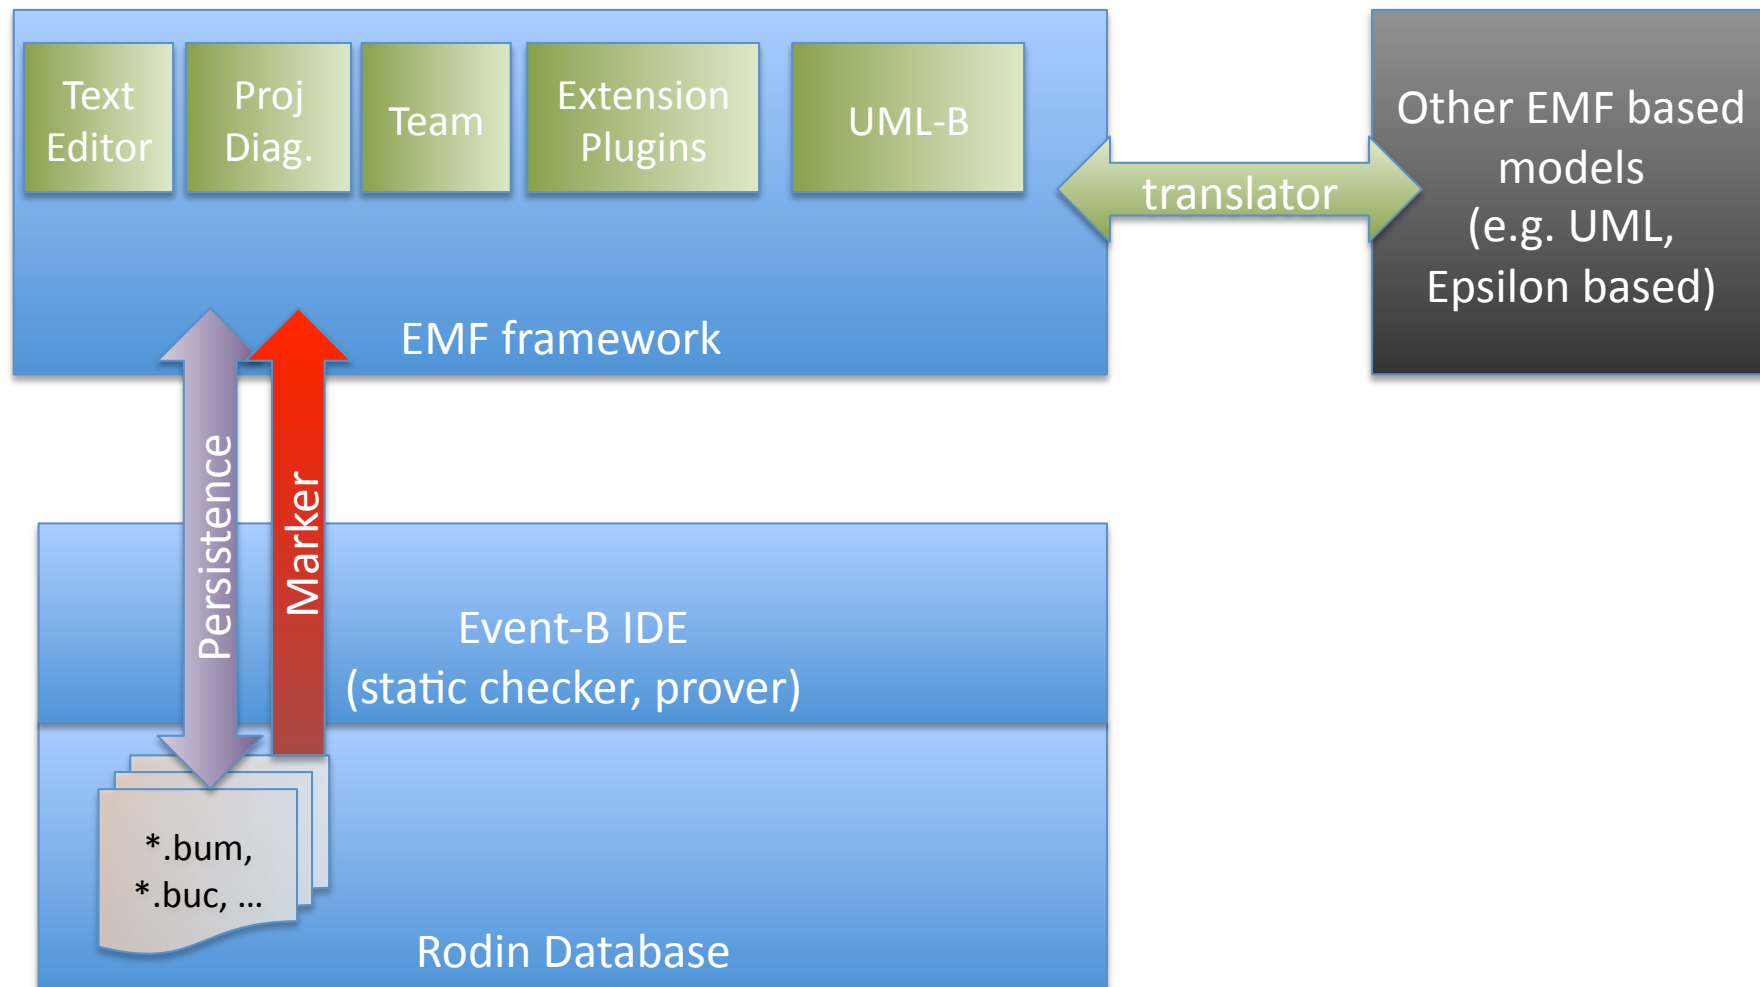 Text
Editor
Proj
Diag.
Team
Extension
Plugins
UML-B
translator
Other EMF based
models
(e.g. UML,
Epsilon based)
EMF framework
Persistence
Marker
Event-B IDE
(static checker, prover)
*.bum,
*.buc, ...
Rodin Database